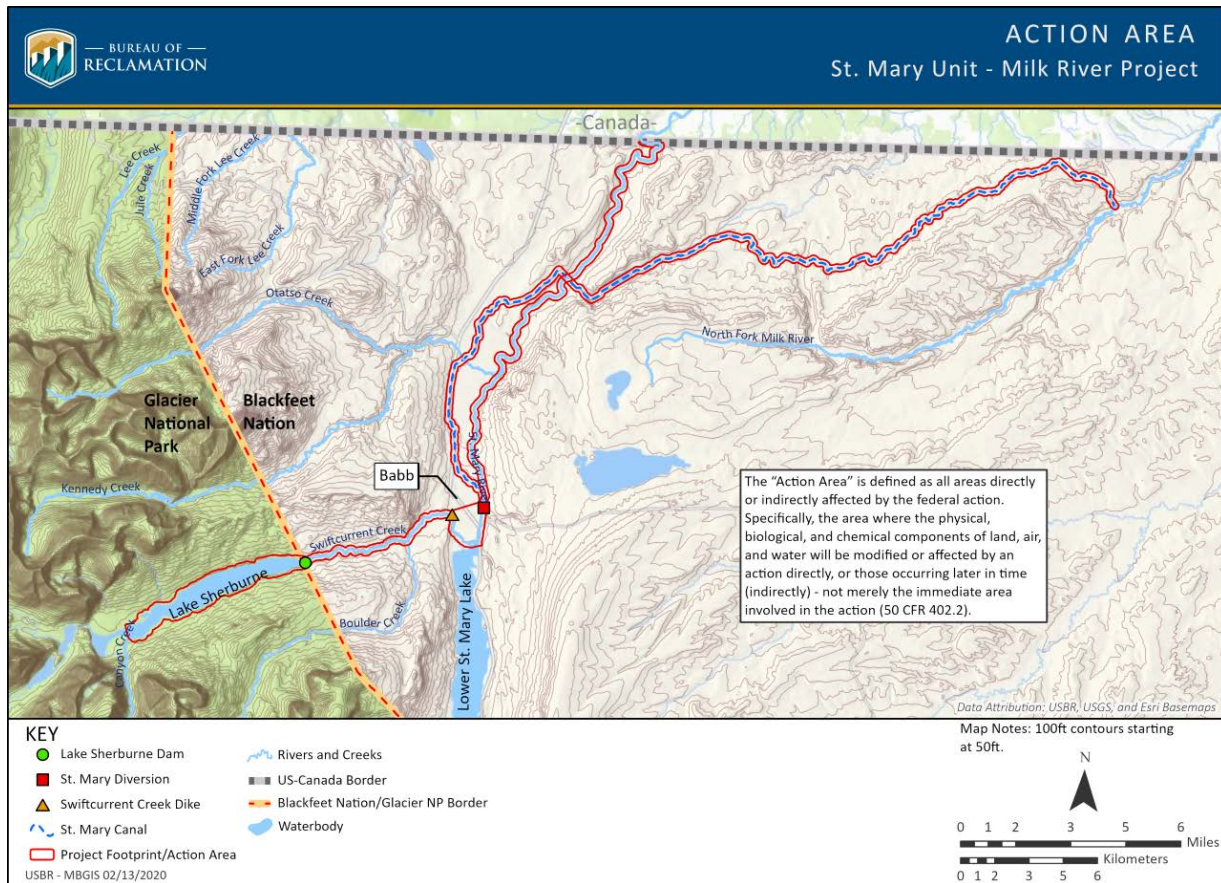 BUREAU OF
RECLAMATION
ACTION AREA
St. Mary Unit - Milk River Project
-Canada-
Lee Creek
Jule Creek
Middle Fork Lee Creek
East Fork Lee Creek
Otatso Creek
North Fork Milk River
Glacier
National
Park
Blackfeet
Nation
St. Mary River
Babb
Kennedy Creek
Swiftcurrent Creek
Lake Sherburne
Boulder Creek
Canyon Creek
Lower St. Mary Lake
The “Action Area” is defined as all areas directly
or indirectly affected by the federal action.
Specifically, the area where the physical,
biological, and chemical components of land, air,
and water will be modified or affected by an
action directly, or those occurring later in time
(indirectly) - not merely the immediate area
involved in the action (50 CFR 402.2).
Data Attribution: USBR, USGS, and Esri Basemaps
KEY
Lake Sherburne Dam
St. Mary Diversion
Swiftcurrent Creek Dike
St. Mary Canal
Project Footprint/Action Area
Rivers and Creeks
US-Canada Border
Blackfeet Nation/Glacier NP Border
Waterbody
USBR - MBGIS 02/13/2020
Map Notes: 100ft contours starting
at 50ft.
N
0 1 2 3 5 6
Miles
Kilometers
0 1 2 3 5 6